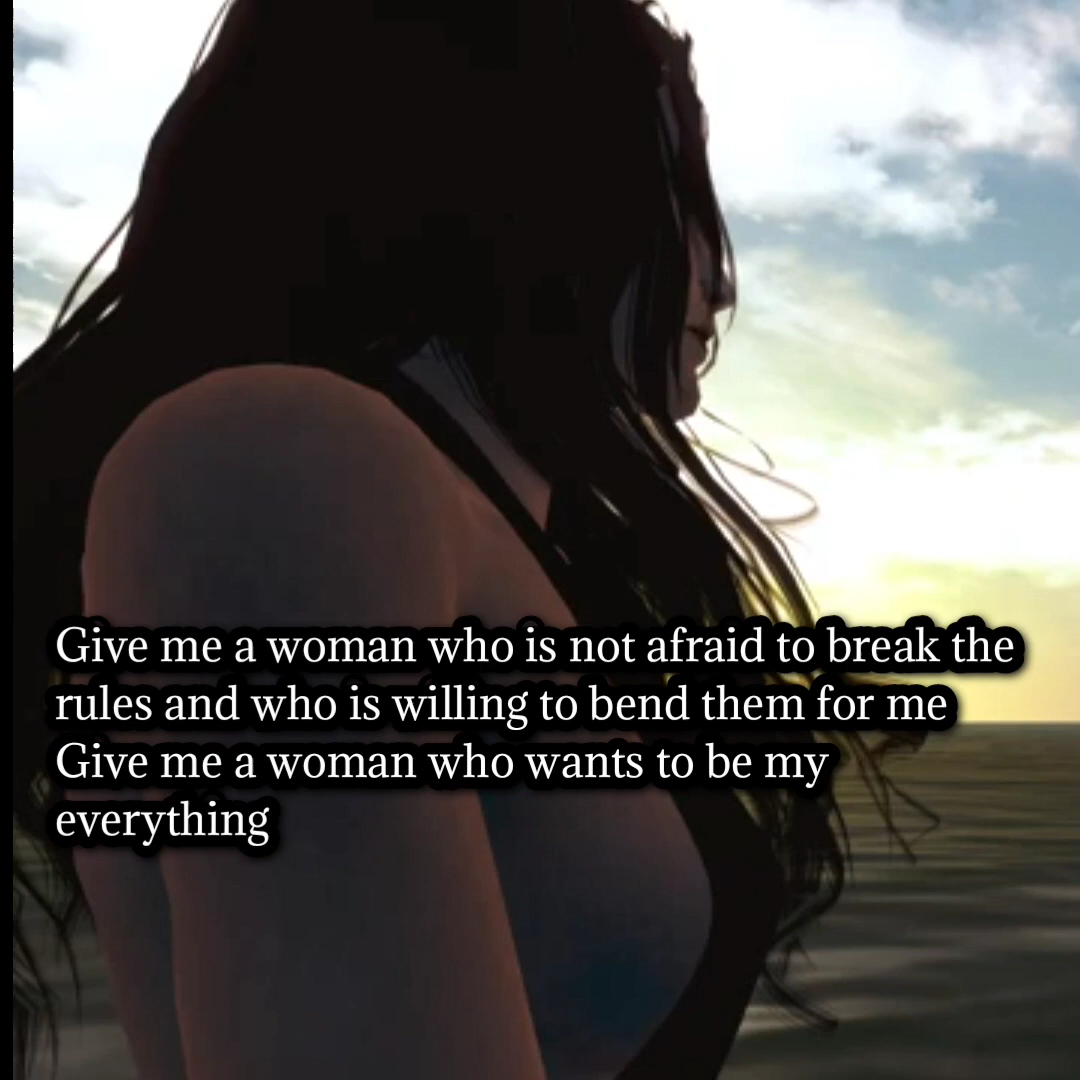 Give me a woman who is not afraid to break the
rules and who is willing to bend them for me
Give me a woman who wants to be my
everything